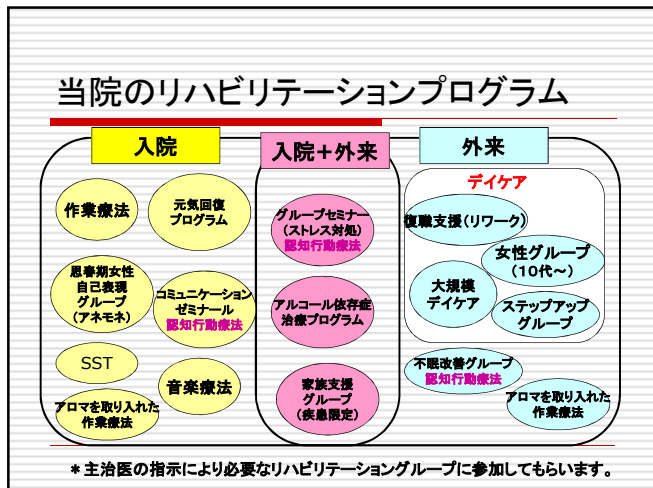 当院のリハビリテーションプログラム
入院
入院+外来
外来
作業療法
元気回復
プログラム
思春期女性
自己表現
グループ
(アネモネ)
コミュニケーション
ゼミナール
認知行動療法
SST
音楽療法
アロマを取り入れた
作業療法
グループセミナー
(ストレス対処)
認知行動療法
アルコール依存症
治療プログラム
家族支援
グループ
(疾患限定)
デイケア
復職支援(リワーク)
女性グループ
(10代~)
大規模
デイケア
ステップアップ
グループ
不眠改善グループ
認知行動療法
アロマを取り入れた
作業療法
*主治医の指示により必要なリハビリテーショングループに参加してもらいます。